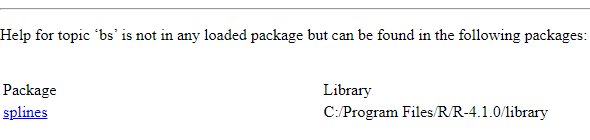 Help for topic ‘bs’ is not in any loaded package but can be found in the following packages:
Package Library
splines C:/Program Files/R/R-4.1.0/library